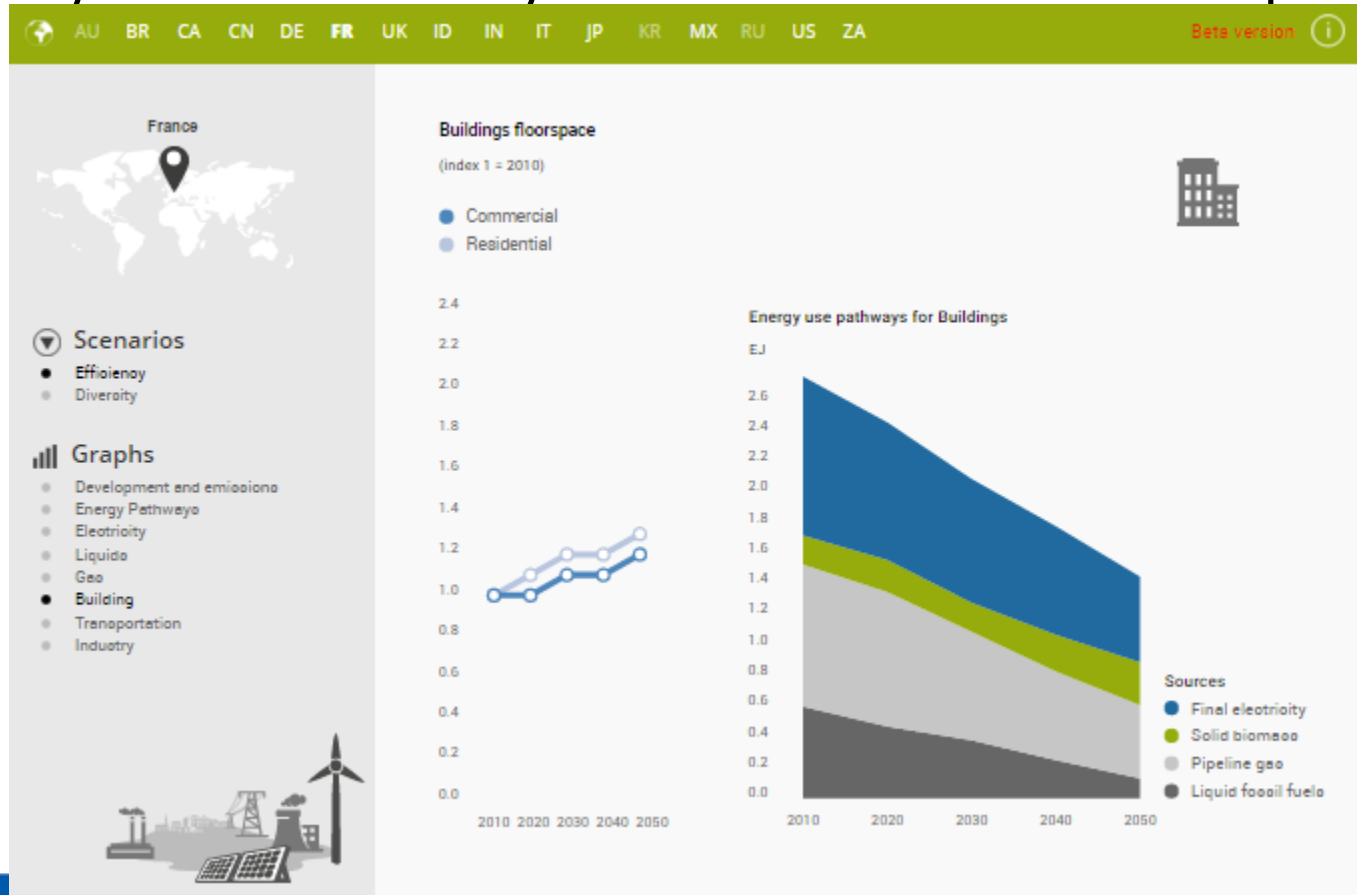 AU BR CA CN DE FR UK ID IN IT JP KR MX RU US ZA
Beta version
France
Scenarios
Efficiency
Diversity
Graphs
Development and emissions
Energy Pathways
Electricity
Liquids
Gas
Building
Transportation
Industry
Buildings floorspace
(index 1 = 2010)
Commercial
Residential
2.4
2.2
2.0
1.8
1.6
1.4
1.2
1.0
0.8
0.6
0.4
0.2
0.0
2010 2020 2030 2040 2050
Energy use pathways for Buildings
EJ
2.6
2.4
2.2
2.0
1.8
1.6
1.4
1.2
1.0
0.8
0.6
0.4
0.2
0.0
2010 2020 2030 2040 2050
Sources
Final electricity
Solid biomass
Pipeline gas
Liquid fossil fuels